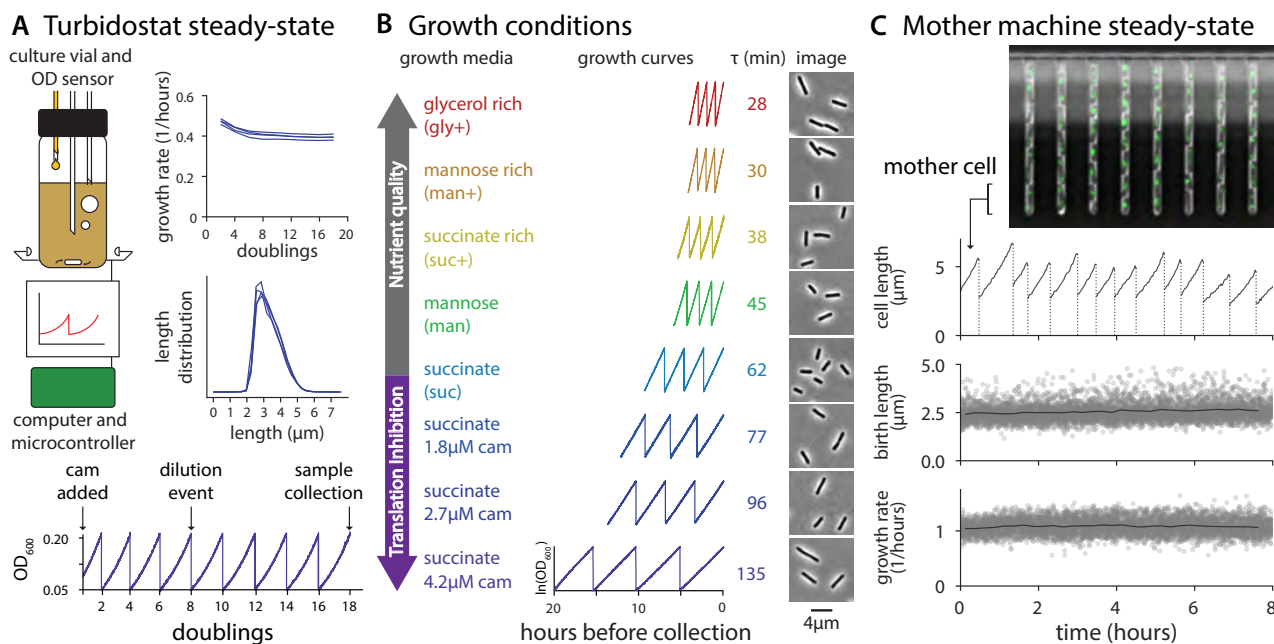 A Turbidostat steady-state
culture vial and
OD sensor
growth rate (1/hours)
0.6
0.4
0.2
0
0 4 8 12 16 20
doublings
length
distribution
0 1 2 3 4 5 6 7
length (μm)
computer and
microcontroller
cam
added
dilution
event
sample
collection
OD600
0.20
0.05
2 4 6 8 10 12 14 16 18
doublings
B Growth conditions
growth media growth curves τ (min) image
Nutrient quality
Translation Inhibition
glycerol rich
(gly+)
28
mannose rich
(man+)
30
succinate rich
(suc+)
38
mannose
(man)
45
succinate
(suc)
62
succinate
1.8μM cam
77
succinate
2.7μM cam
96
succinate
4.2μM cam
135
ln(OD600)
20 10 0
hours before collection
4μm
C Mother machine steady-state
mother cell
cell length
(μm)
5
0
birth length
(μm)
5.0
2.5
0.0
growth rate
(1/hours)
1
0 2 4 6 8
time (hours)